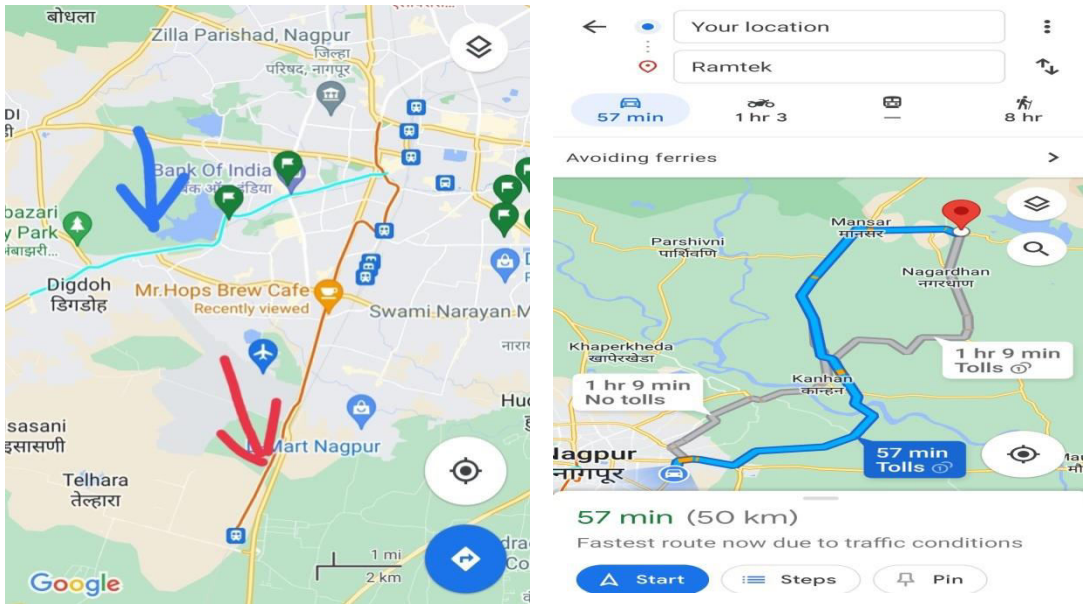 बोधला
Zilla Parishad, Nagpur
जिल्हा
परिषद, नागपूर
Bank Of India
बँक ऑफ इंडिया
bazari
y Park
अंबाझरी...
Digdoh
डिगडोह
Mr.Hops Brew Cafe
Recently viewed
Swami Narayan M
नारा
Hu
Mart Nagpur
sasani
इसासणी
Telhara
तेल्हारा
1 mi
2 km
Google
Your location
Ramtek
57 min
1 hr 3
—
8 hr
Avoiding ferries
Mansar
मानसर
Parshivni
पार्शिवणि
Nagardhan
नगरधाण
Khaperkheda
खापेरखेडा
1 hr 9 min
Tolls
1 hr 9 min
No tolls
Kanhan
कान्हान
Nagpur
नागपूर
57 min
Tolls
57 min (50 km)
Fastest route now due to traffic conditions
Start
Steps
Pin